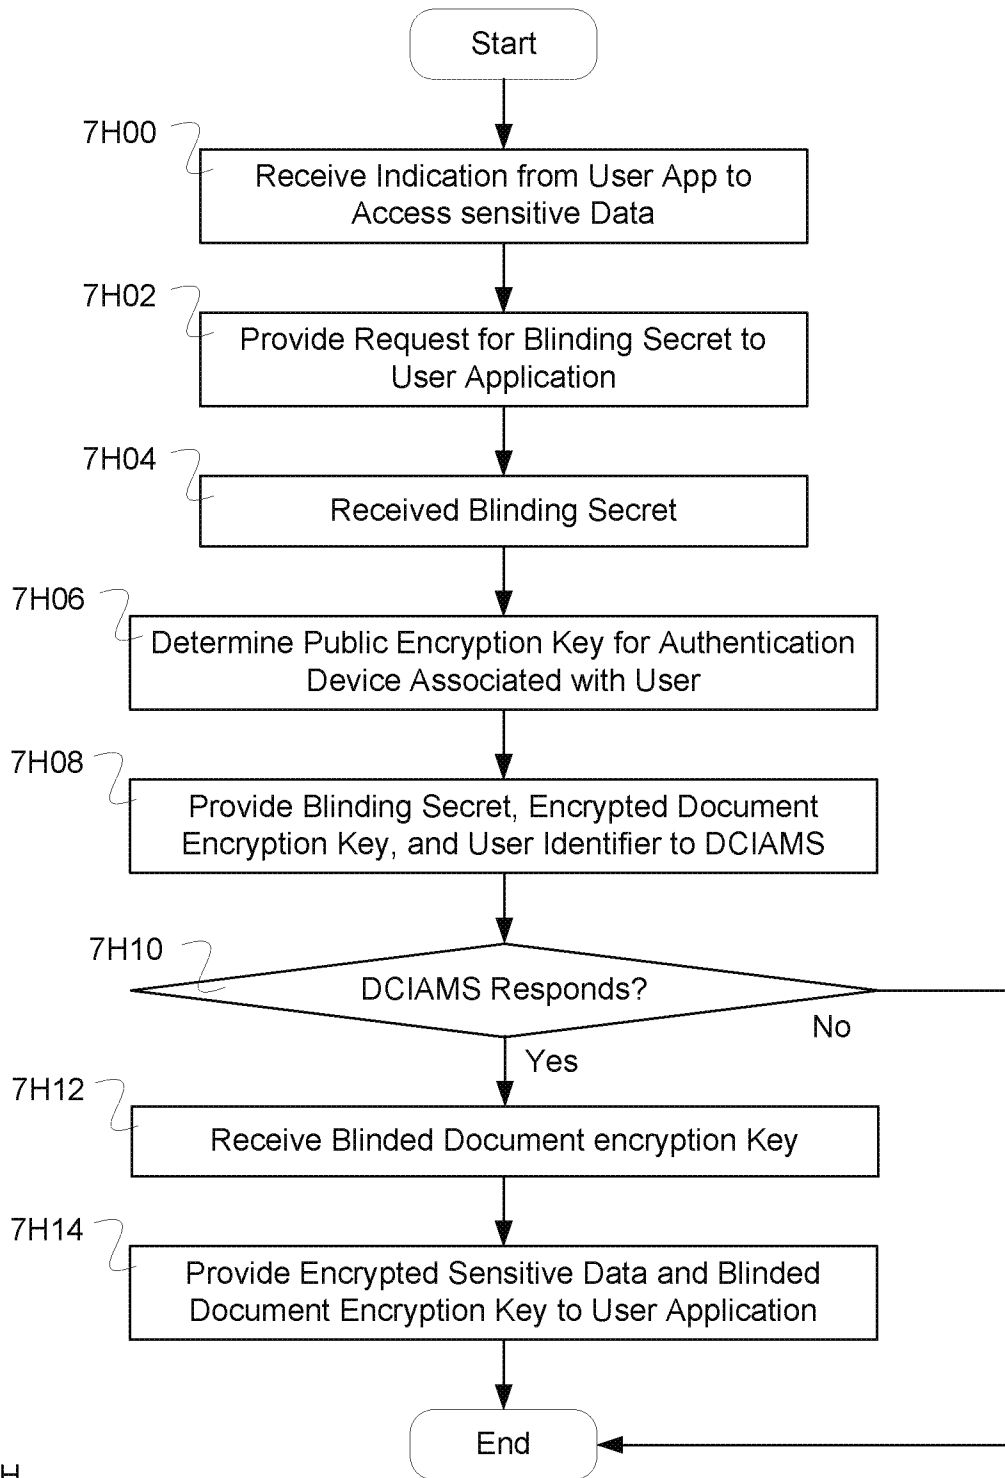 Start
7H00
Receive Indication from User App to
Access sensitive Data
7H02
Provide Request for Blinding Secret to
User Application
7H04
Received Blinding Secret
7H06
Determine Public Encryption Key for Authentication
Device Associated with User
7H08
Provide Blinding Secret, Encrypted Document
Encryption Key, and User Identifier to DCIAMS
7H10
DCIAMS Responds?
No
Yes
7H12
Receive Blinded Document encryption Key
7H14
Provide Encrypted Sensitive Data and Blinded
Document Encryption Key to User Application
End